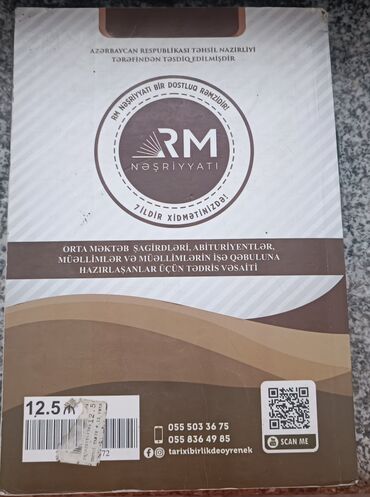 AZƏRBAYCAN RESPUBLİKASI TƏHSİL NAZİRLİYİ
TƏRƏFİNDƏN TƏSDİQ EDİLMİŞDİR
RM NƏŞRİYYATI BİR DOSTLUQ RƏMZİDİR!
RM
NƏŞRİYYATI
7 İLDİR XİDMƏTİNİZDƏ!
ORTA MƏKTƏB ŞAGİRDLƏRİ, ABİTURİYENTLƏR,
MÜƏLLİMLƏR VƏ MÜƏLLİMLƏRİN İŞƏ QƏBULUNA
HAZIRLAŞANLAR ÜÇÜN TƏDRİS VƏSAİTİ
12.5 ₼
12.5
72
055 503 36 75
055 836 49 85
tarixibirlikdeoyrenek
SCAN ME